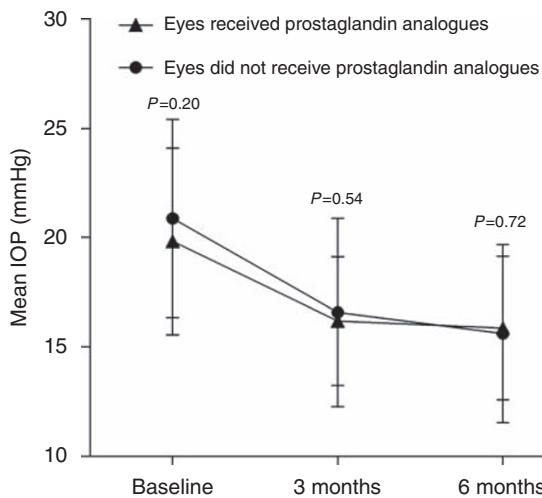 30
Eyes received prostaglandin analogues
Eyes did not receive prostaglandin analogues
P=0.20
25
P=0.54
P=0.72
20
Mean IOP (mmHg)
15
10
Baseline 3 months 6 months